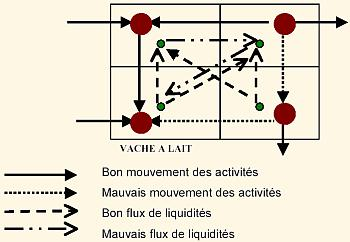 VACHE A LAIT
Bon mouvement des activités
Mauvais mouvement des activités
Bon flux de liquidités
Mauvais flux de liquidités